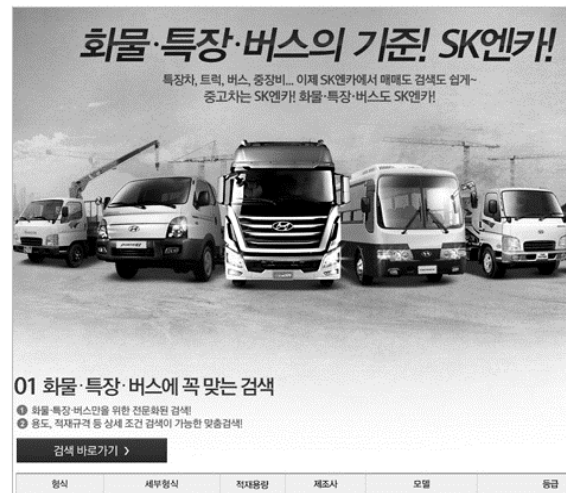 화물·특장·버스의 기준! SK엔카!
특장차, 트럭, 버스, 중장비... 이제 SK엔카에서 매매도 검색도 쉽게~
중고차는 SK엔카! 화물·특장·버스도 SK엔카!
01 화물·특장·버스에 꼭 맞는 검색
❶ 화물·특장·버스만을 위한 전문화된 검색!
❷ 용도, 적재규격 등 상세 조건 검색이 가능한 맞춤검색!
검색 바로가기 >
형식 세부형식 적재용량 제조사 모델 등급